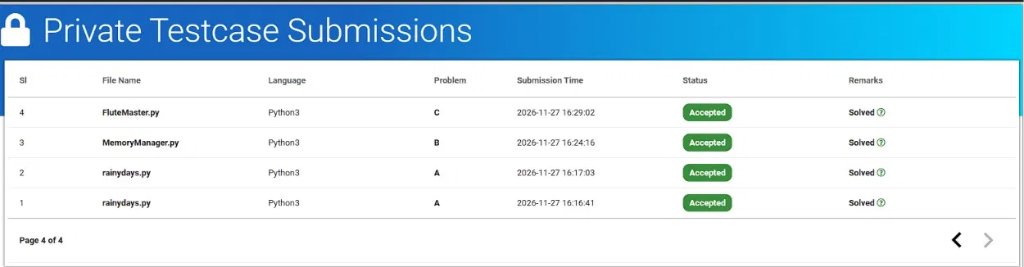 Private Testcase Submissions
Sl File Name Language Problem Submission Time Status Remarks
4 FluteMaster.py Python3 C 2026-11-27 16:29:02 Accepted Solved
3 MemoryManager.py Python3 B 2026-11-27 16:24:16 Accepted Solved
2 rainydays.py Python3 A 2026-11-27 16:17:03 Accepted Solved
1 rainydays.py Python3 A 2026-11-27 16:16:41 Accepted Solved
Page 4 of 4